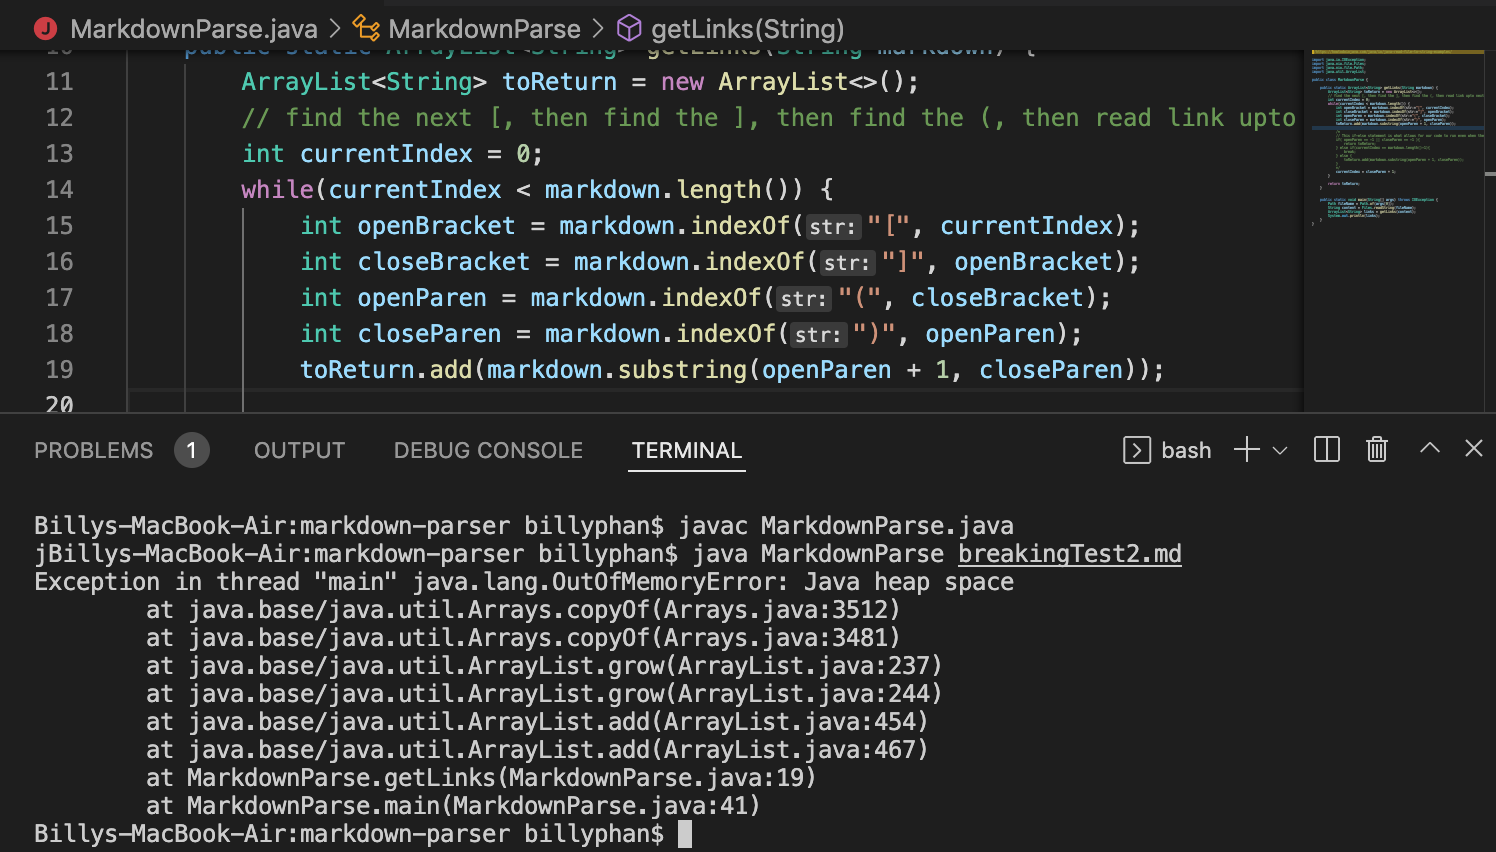 MarkdownParse.java > MarkdownParse > getLinks(String)
10 public static ArrayList<String> getLinks(String markdown) {
11 ArrayList<String> toReturn = new ArrayList<>();
12 // find the next [, then find the ], then find the (, then read link upto
13 int currentIndex = 0;
14 while(currentIndex < markdown.length()) {
15 int openBracket = markdown.indexOf(str: "[", currentIndex);
16 int closeBracket = markdown.indexOf(str: "]", openBracket);
17 int openParen = markdown.indexOf(str: "(", closeBracket);
18 int closeParen = markdown.indexOf(str: ")", openParen);
19 toReturn.add(markdown.substring(openParen + 1, closeParen));
20
PROBLEMS 1 OUTPUT DEBUG CONSOLE TERMINAL bash
Billys-MacBook-Air:markdown-parser billyphan$ javac MarkdownParse.java
jBillys-MacBook-Air:markdown-parser billyphan$ java MarkdownParse breakingTest2.md
Exception in thread "main" java.lang.OutOfMemoryError: Java heap space
at java.base/java.util.Arrays.copyOf(Arrays.java:3512)
at java.base/java.util.Arrays.copyOf(Arrays.java:3481)
at java.base/java.util.ArrayList.grow(ArrayList.java:237)
at java.base/java.util.ArrayList.grow(ArrayList.java:244)
at java.base/java.util.ArrayList.add(ArrayList.java:454)
at java.base/java.util.ArrayList.add(ArrayList.java:467)
at MarkdownParse.getLinks(MarkdownParse.java:19)
at MarkdownParse.main(MarkdownParse.java:41)
Billys-MacBook-Air:markdown-parser billyphan$